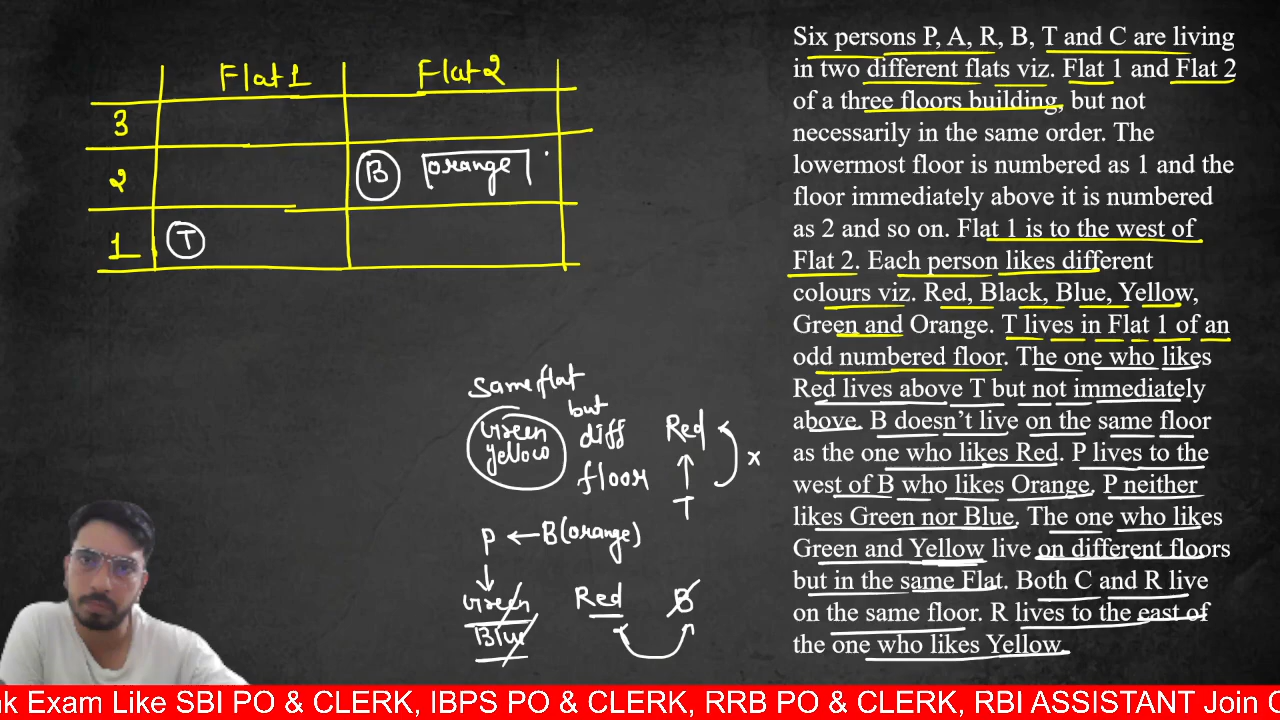 Flat 1 Flat 2
3
2 B orange
1 T
Same flat
but
Green diff Red
yellow floor x
T
P ← B(orange)
Green Red B
Blue
Six persons P, A, R, B, T and C are living
in two different flats viz. Flat 1 and Flat 2
of a three floors building, but not
necessarily in the same order. The
lowermost floor is numbered as 1 and the
floor immediately above it is numbered
as 2 and so on. Flat 1 is to the west of
Flat 2. Each person likes different
colours viz. Red, Black, Blue, Yellow,
Green and Orange. T lives in Flat 1 of an
odd numbered floor. The one who likes
Red lives above T but not immediately
above. B doesn't live on the same floor
as the one who likes Red. P lives to the
west of B who likes Orange. P neither
likes Green nor Blue. The one who likes
Green and Yellow live on different floors
but in the same Flat. Both C and R live
on the same floor. R lives to the east of
the one who likes Yellow.
nk Exam Like SBI PO & CLERK, IBPS PO & CLERK, RRB PO & CLERK, RBI ASSISTANT Join